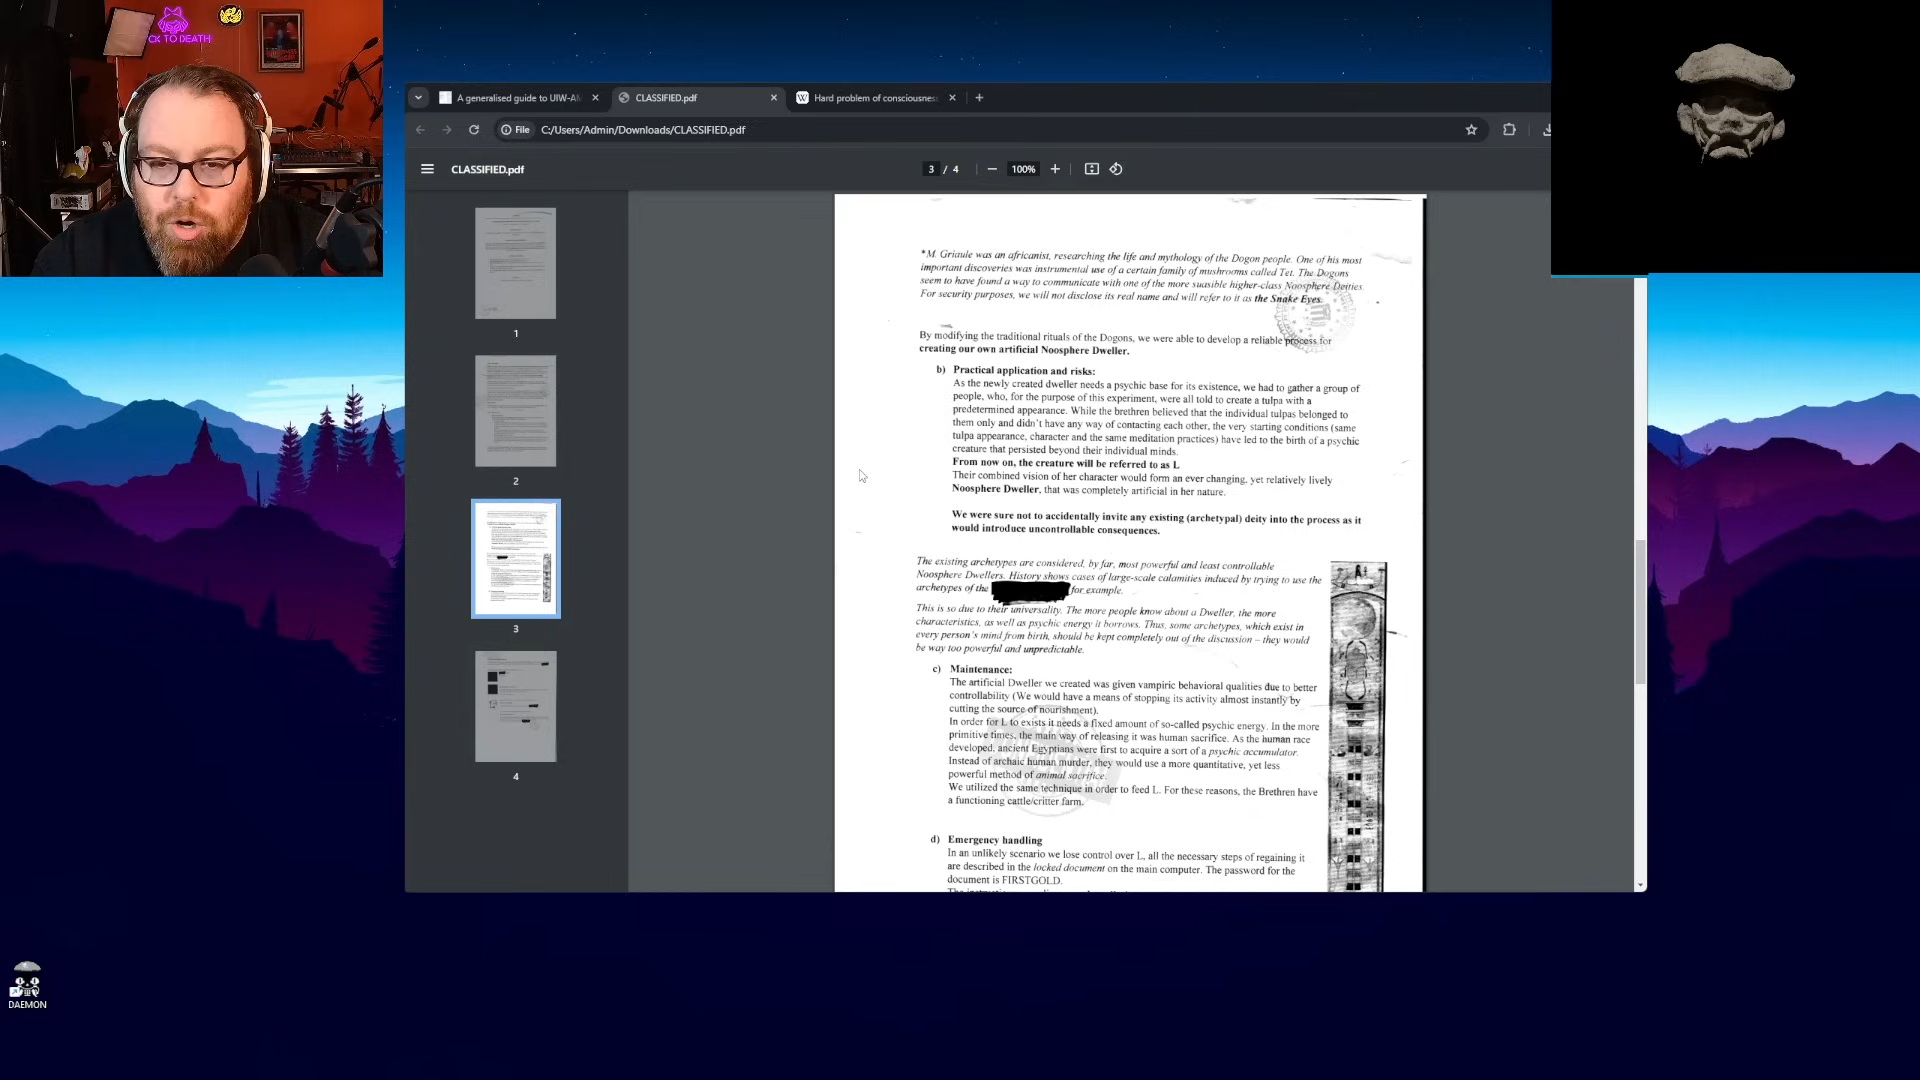 CK TO DEATH
A generalised guide to UIW-AM
CLASSIFIED.pdf
Hard problem of consciousness
File
C:/Users/Admin/Downloads/CLASSIFIED.pdf
CLASSIFIED.pdf
3 / 4
100%
1
2
3
4
*M. Griaule was an africanist, researching the life and mythology of the Dogon people. One of his most
important discoveries was instrumental use of a certain family of mushrooms called Tet. The Dogons
seem to have found a way to communicate with one of the more suasible higher-class Noosphere Deities.
For security purposes, we will not disclose its real name and will refer to it as the Snake Eyes.
By modifying the traditional rituals of the Dogons, we were able to develop a reliable process for
creating our own artificial Noosphere Dweller.
b) Practical application and risks:
As the newly created dweller needs a psychic base for its existence, we had to gather a group of
people, who, for the purpose of this experiment, were all told to create a tulpa with a
predetermined appearance. While the brethren believed that the individual tulpas belonged to
them only and didn't have any way of contacting each other, the very starting conditions (same
tulpa appearance, character and the same meditation practices) have led to the birth of a psychic
creature that persisted beyond their individual minds.
From now on, the creature will be referred to as L
Their combined vision of her character would form an ever changing, yet relatively lively
Noosphere Dweller, that was completely artificial in her nature.
We were sure not to accidentally invite any existing (archetypal) deity into the process as it
would introduce uncontrollable consequences.
The existing archetypes are considered, by far, most powerful and least controllable
Noosphere Dwellers. History shows cases of large-scale calamities induced by trying to use the
archetypes of the for example.
This is so due to their universality. The more people know about a Dweller, the more
characteristics, as well as psychic energy it borrows. Thus, some archetypes, which exist in
every person's mind from birth, should be kept completely out of the discussion – they would
be way too powerful and unpredictable.
c) Maintenance:
The artificial Dweller we created was given vampiric behavioral qualities due to better
controllability (We would have a means of stopping its activity almost instantly by
cutting the source of nourishment).
In order for L to exists it needs a fixed amount of so-called psychic energy. In the more
primitive times, the main way of releasing it was human sacrifice. As the human race
developed, ancient Egyptians were first to acquire a sort of a psychic accumulator.
Instead of archaic human murder, they would use a more quantitative, yet less
powerful method of animal sacrifice.
We utilized the same technique in order to feed L. For these reasons, the Brethren have
a functioning cattle/critter farm.
d) Emergency handling
In an unlikely scenario we lose control over L, all the necessary steps of regaining it
are described in the locked document on the main computer. The password for the
document is FIRSTGOLD.
DAEMON